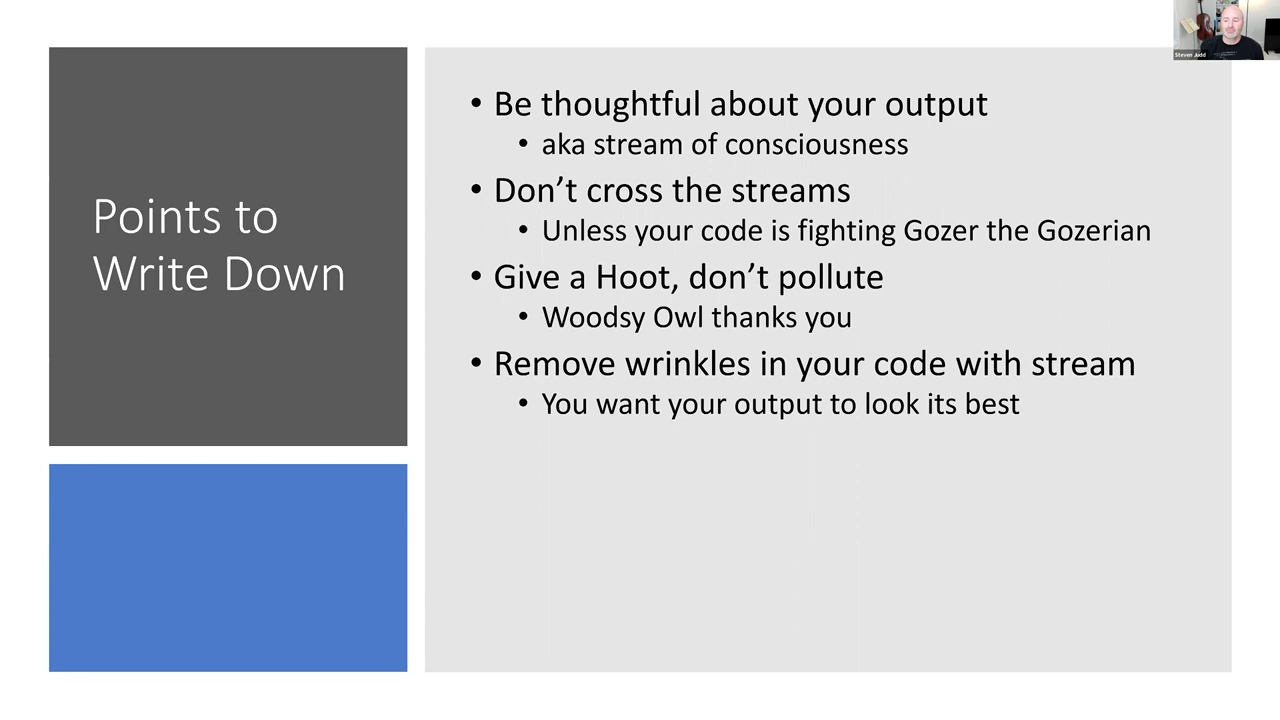 Steven Judd
Points to
Write Down
• Be thoughtful about your output
• aka stream of consciousness
• Don’t cross the streams
• Unless your code is fighting Gozer the Gozerian
• Give a Hoot, don’t pollute
• Woodsy Owl thanks you
• Remove wrinkles in your code with stream
• You want your output to look its best